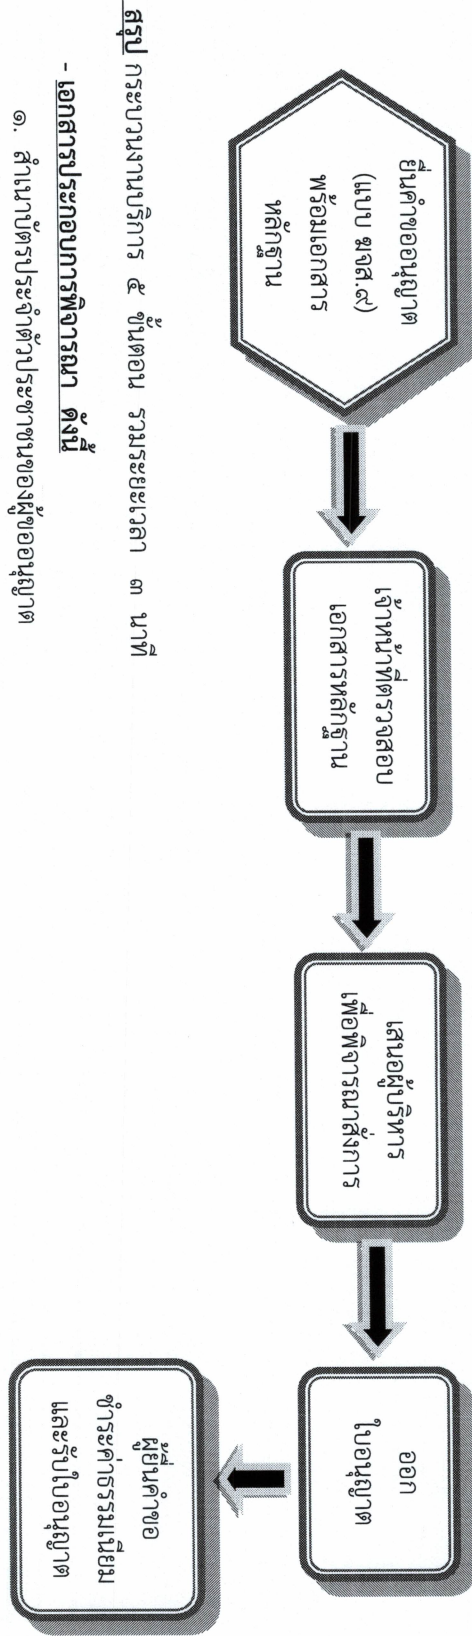 ยื่นคำขออนุญาต
(แบบ ฆจส.๙)
พร้อมเอกสาร
หลักฐาน
เจ้าหน้าที่ตรวจสอบ
เอกสารหลักฐาน
เสนอผู้บริหาร
เพื่อพิจารณาสั่งการ
ออก
ใบอนุญาต
ผู้ยื่นคำขอ
ชำระค่าธรรมเนียม
และรับใบอนุญาต
สรุป กระบวนงานบริการ ๕ ขั้นตอน รวมระยะเวลา ๓ นาที
- เอกสารประกอบการพิจารณา ดังนี้
๑. สำเนาบัตรประจำตัวประชาชนของผู้ขออนุญาต